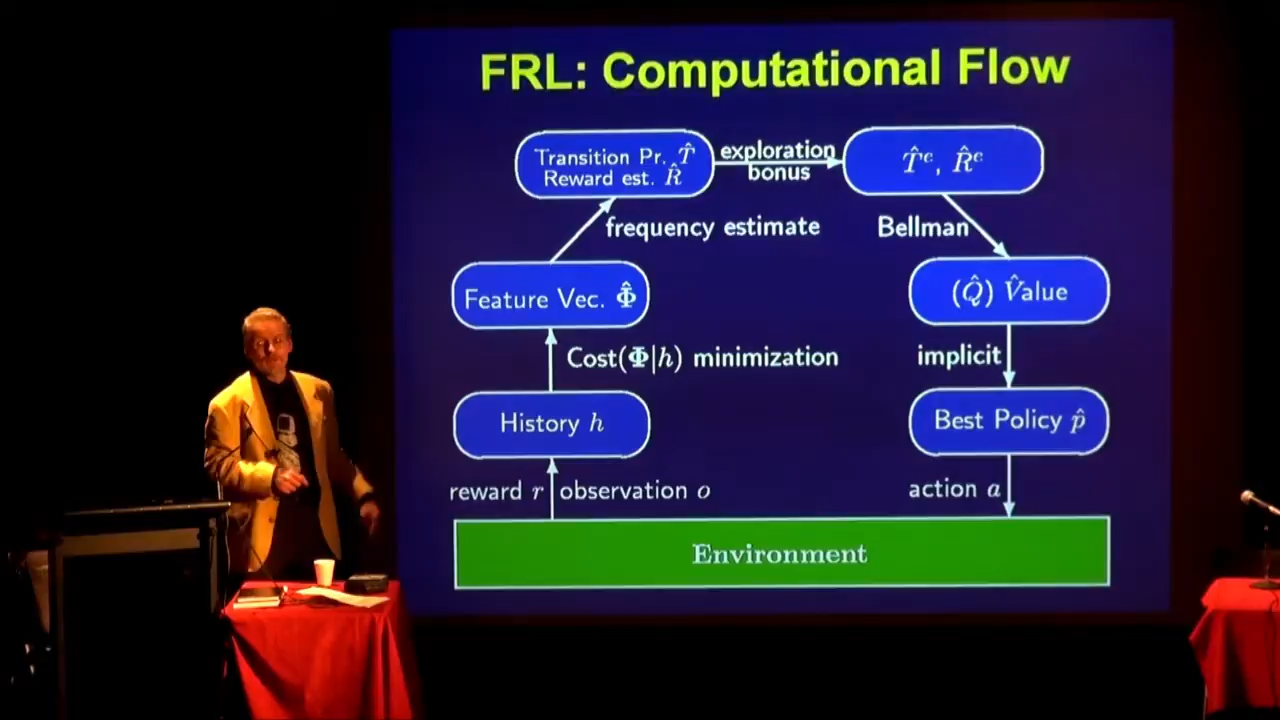 FRL: Computational Flow
Transition Pr. T̂
Reward est. R̂
exploration
bonus
T̂ᵉ, R̂ᵉ
frequency estimate
Bellman
Feature Vec. Φ̂
(Q̂) V̂alue
Cost(Φ|h) minimization
implicit
History h
Best Policy p̂
reward r
observation o
action a
Environment